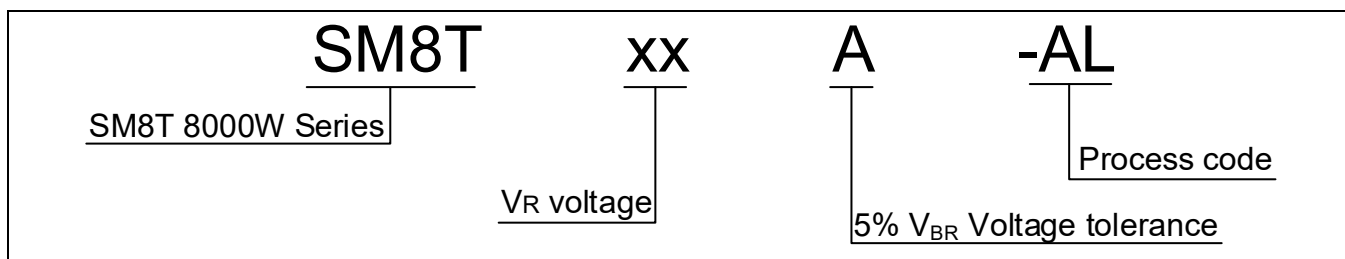 SM8T xx A -AL
SM8T 8000W Series
Process code
VR voltage
5% VBR Voltage tolerance